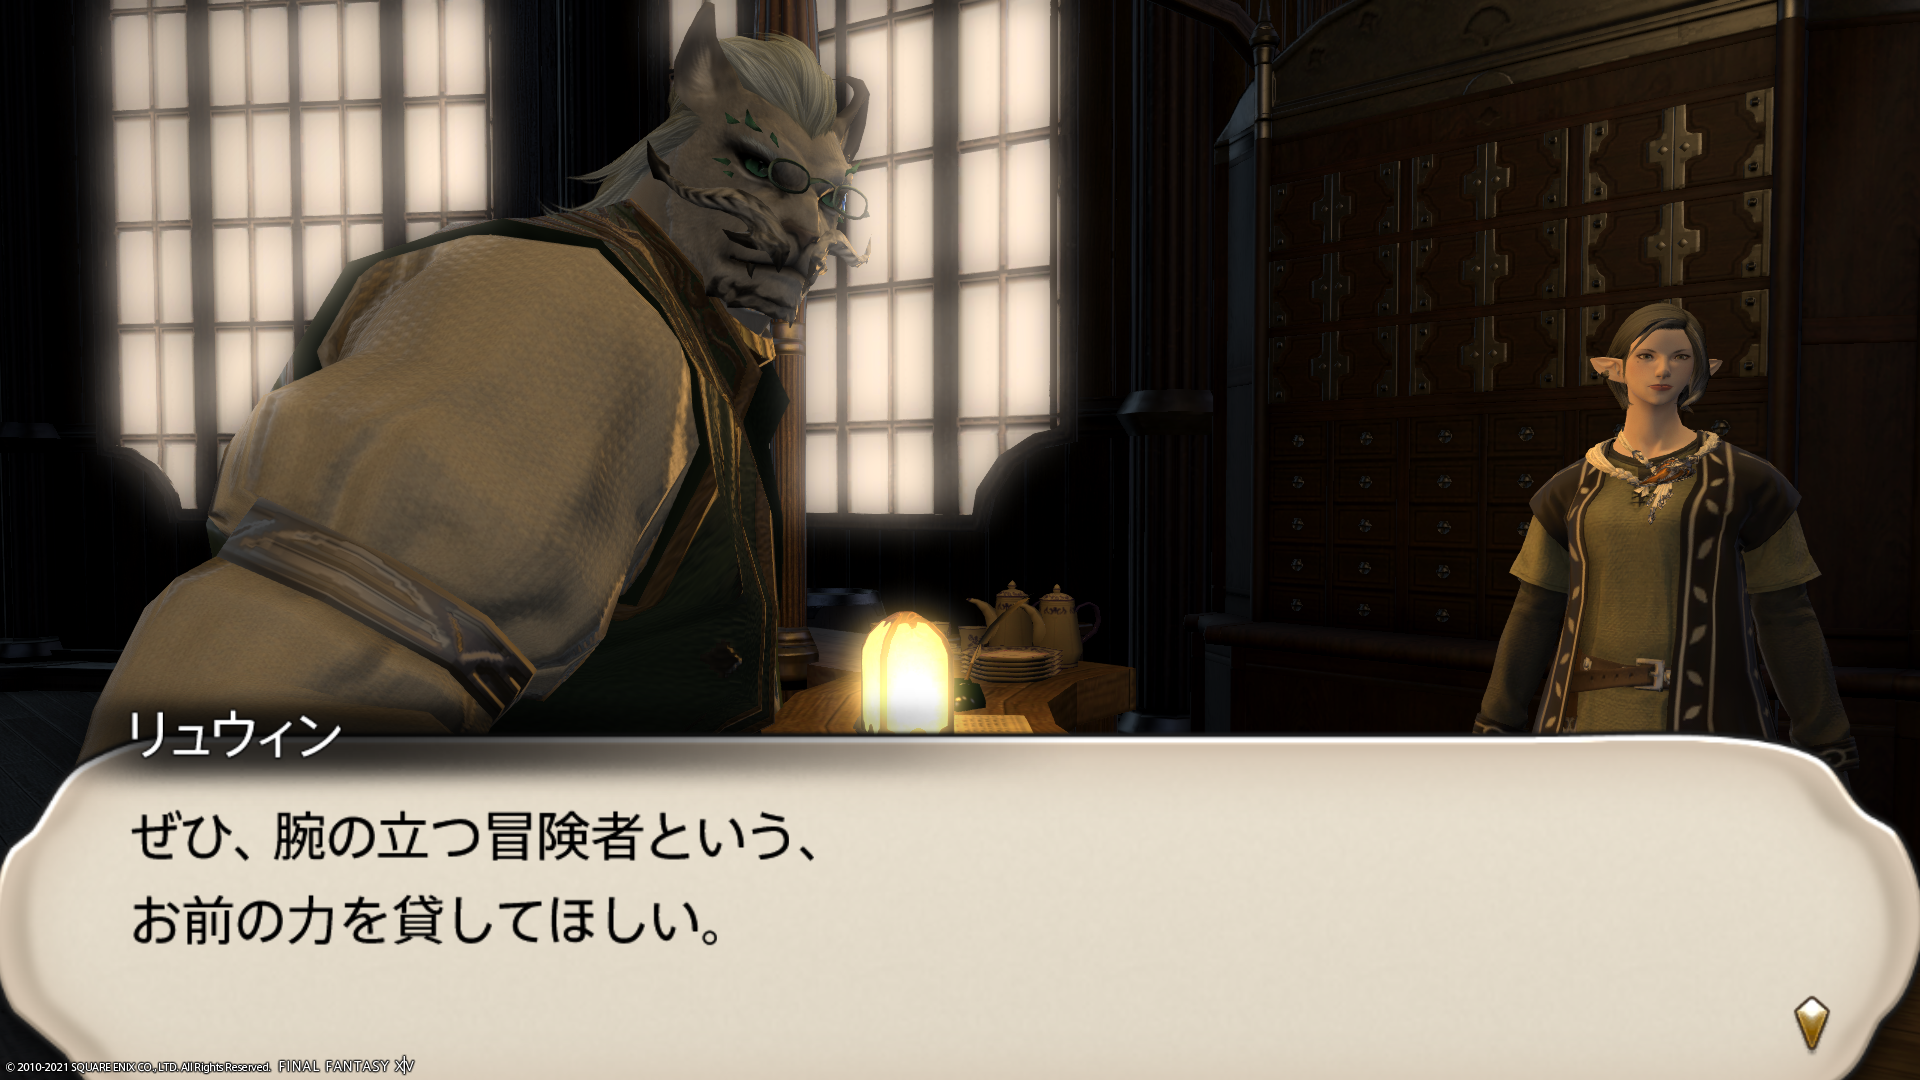 リュウィン
ぜひ、腕の立つ冒険者という、
お前の力を貸してほしい。
© 2010-2021 SQUARE ENIX CO., LTD. All Rights Reserved. FINAL FANTASY XIV